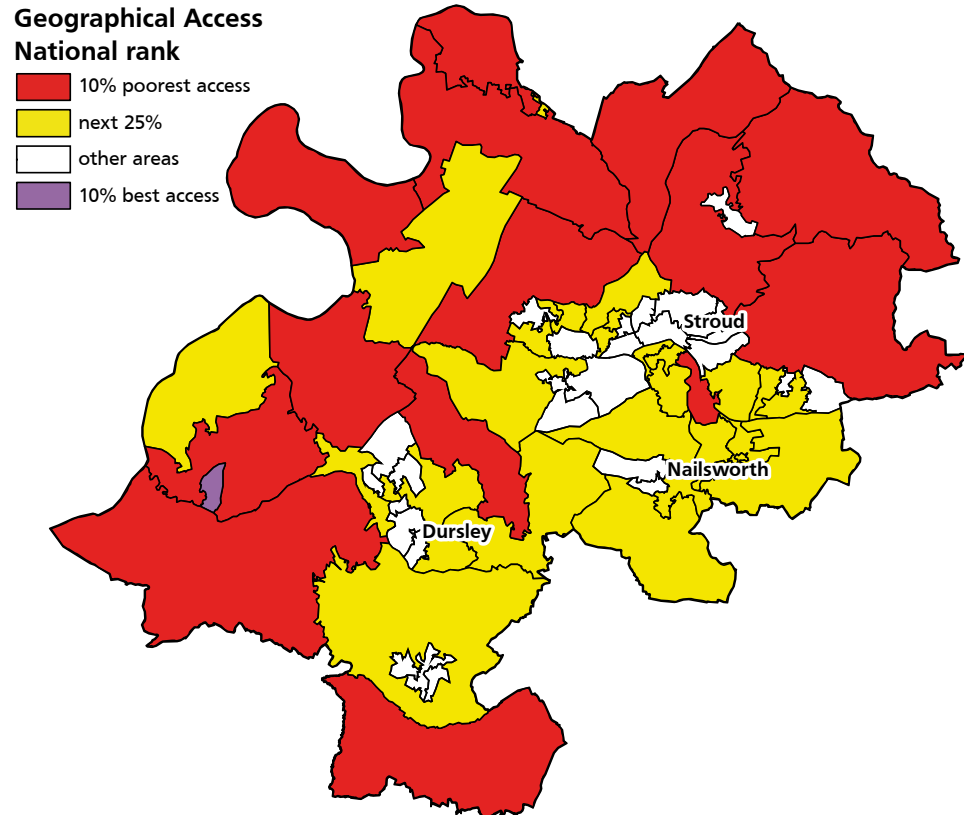 Geographical Access
National rank
10% poorest access
next 25%
other areas
10% best access
Stroud
Nailsworth
Dursley